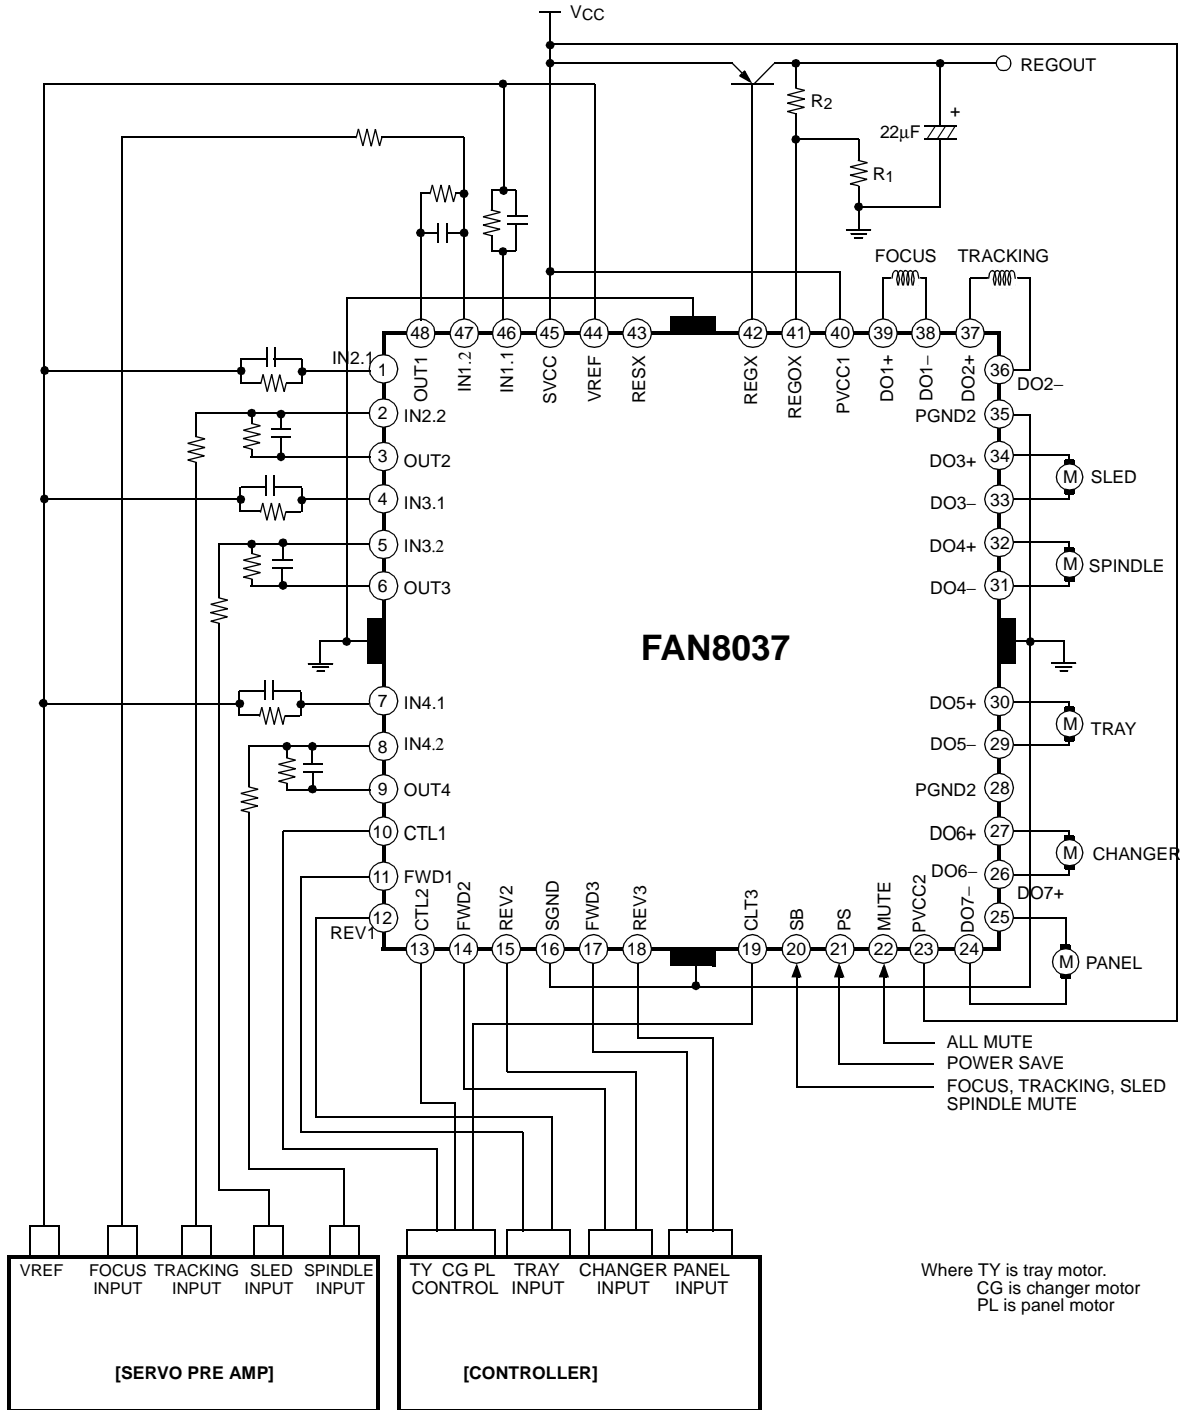 VCC
REGOUT
R2
22µF
+
R1
FOCUS
TRACKING
48
47
46
45
44
43
42
41
40
39
38
37
OUT1
IN1.2
IN1.1
SVCC
VREF
RESX
REGX
REGOX
PVCC1
DO1+
DO1−
DO2+
IN2.1
1
2
IN2.2
3
OUT2
4
IN3.1
5
IN3.2
6
OUT3
7
IN4.1
8
IN4.2
9
OUT4
10
CTL1
11
FWD1
12
REV1
FAN8037
36
DO2−
PGND2
35
DO3+
34
M
SLED
DO3−
33
DO4+
32
M
SPINDLE
DO4−
31
DO5+
30
M
TRAY
DO5−
29
PGND2
28
DO6+
27
M
CHANGER
DO6−
26
DO7+
25
M
PANEL
CTL2
FWD2
REV2
SGND
FWD3
REV3
CLT3
SB
PS
MUTE
PVCC2
DO7−
13
14
15
16
17
18
19
20
21
22
23
24
ALL MUTE
POWER SAVE
FOCUS, TRACKING, SLED
SPINDLE MUTE
VREF
FOCUS
INPUT
TRACKING
INPUT
SLED
INPUT
SPINDLE
INPUT
[SERVO PRE AMP]
TY CG PL
CONTROL
TRAY
INPUT
CHANGER
INPUT
PANEL
INPUT
[CONTROLLER]
Where TY is tray motor.
CG is changer motor
PL is panel motor